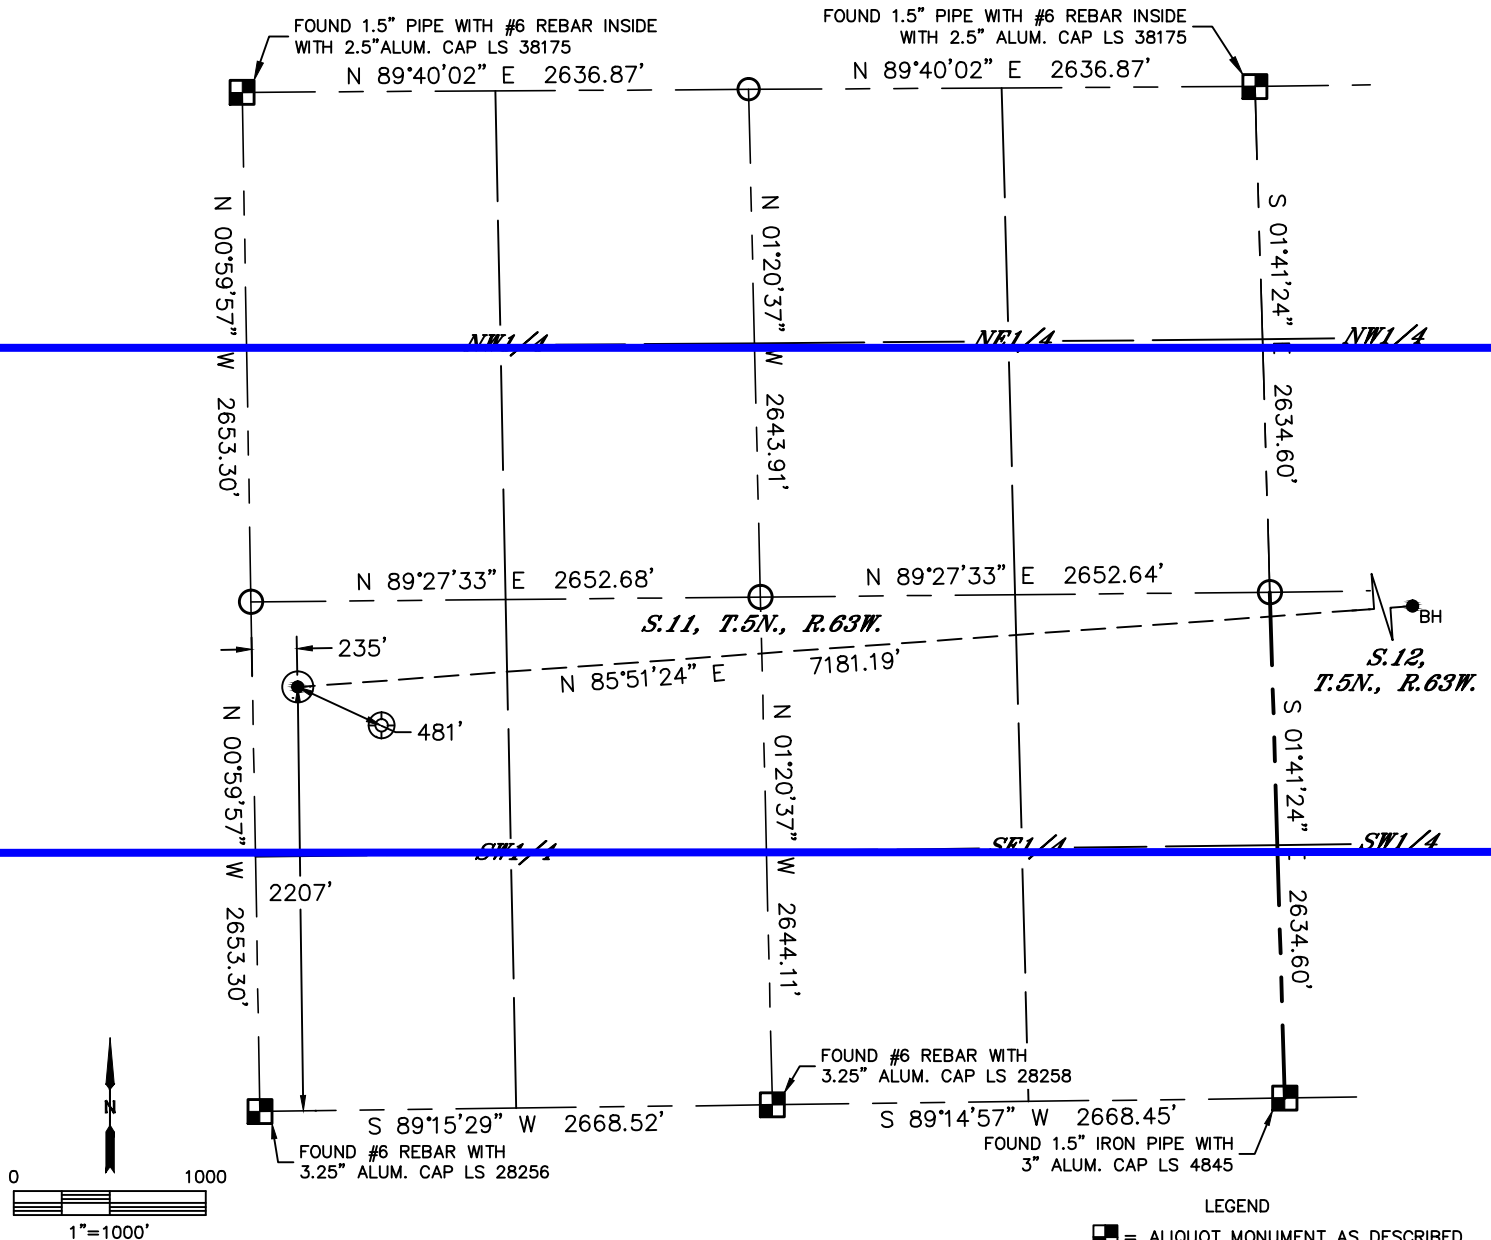 FOUND 1.5" PIPE WITH #6 REBAR INSIDE
WITH 2.5"ALUM. CAP LS 38175
FOUND 1.5" PIPE WITH #6 REBAR INSIDE
WITH 2.5" ALUM. CAP LS 38175
N 89°40'02" E 2636.87'
N 89°40'02" E 2636.87'
N 00°59'57" W 2653.30'
N 01°20'37" W 2643.91'
S 01°41'24" E 2634.60'
NW1/4
NE1/4
NW1/4
N 89°27'33" E 2652.68'
N 89°27'33" E 2652.64'
S.11, T.5N., R.63W.
BH
235'
N 85°51'24" E 7181.19'
S.12,
T.5N., R.63W.
481'
N 00°59'57" W 2653.30'
N 01°20'37" W 2644.11'
S 01°41'24" E 2634.60'
SW1/4
SE1/4
SW1/4
2207'
FOUND #6 REBAR WITH
3.25" ALUM. CAP LS 28258
N
S 89°15'29" W 2668.52'
S 89°14'57" W 2668.45'
FOUND #6 REBAR WITH
3.25" ALUM. CAP LS 28256
FOUND 1.5" IRON PIPE WITH
3" ALUM. CAP LS 4845
0 1000
1"=1000'
LEGEND
= ALIQUOT MONUMENT AS DESCRIBED